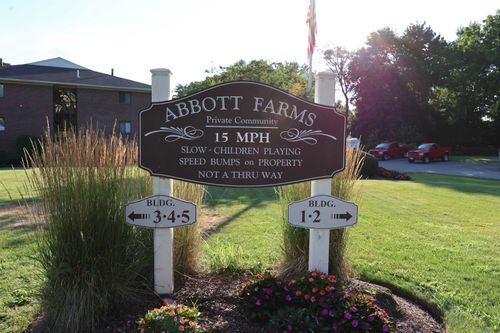 ABBOTT FARMS
Private Community
15 MPH
SLOW - CHILDREN PLAYING
SPEED BUMPS on PROPERTY
NOT A THRU WAY
BLDG.
3·4·5
BLDG.
1·2